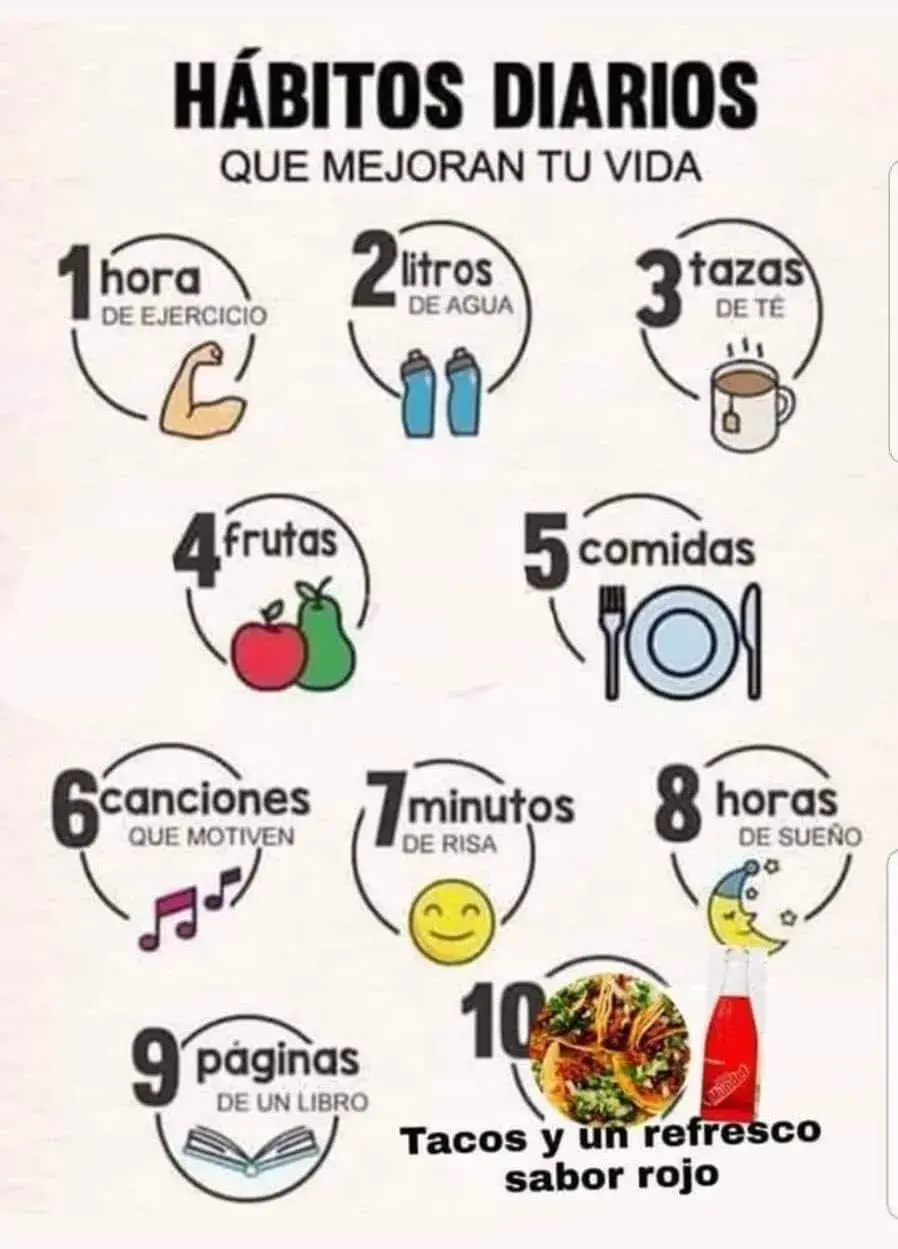 HÁBITOS DIARIOS
QUE MEJORAN TU VIDA
1 hora
DE EJERCICIO
2 litros
DE AGUA
3 tazas
DE TÉ
4 frutas
5 comidas
6 canciones
QUE MOTIVEN
7 minutos
DE RISA
8 horas
DE SUEÑO
9 páginas
DE UN LIBRO
10
Mundet
Tacos y un refresco
sabor rojo